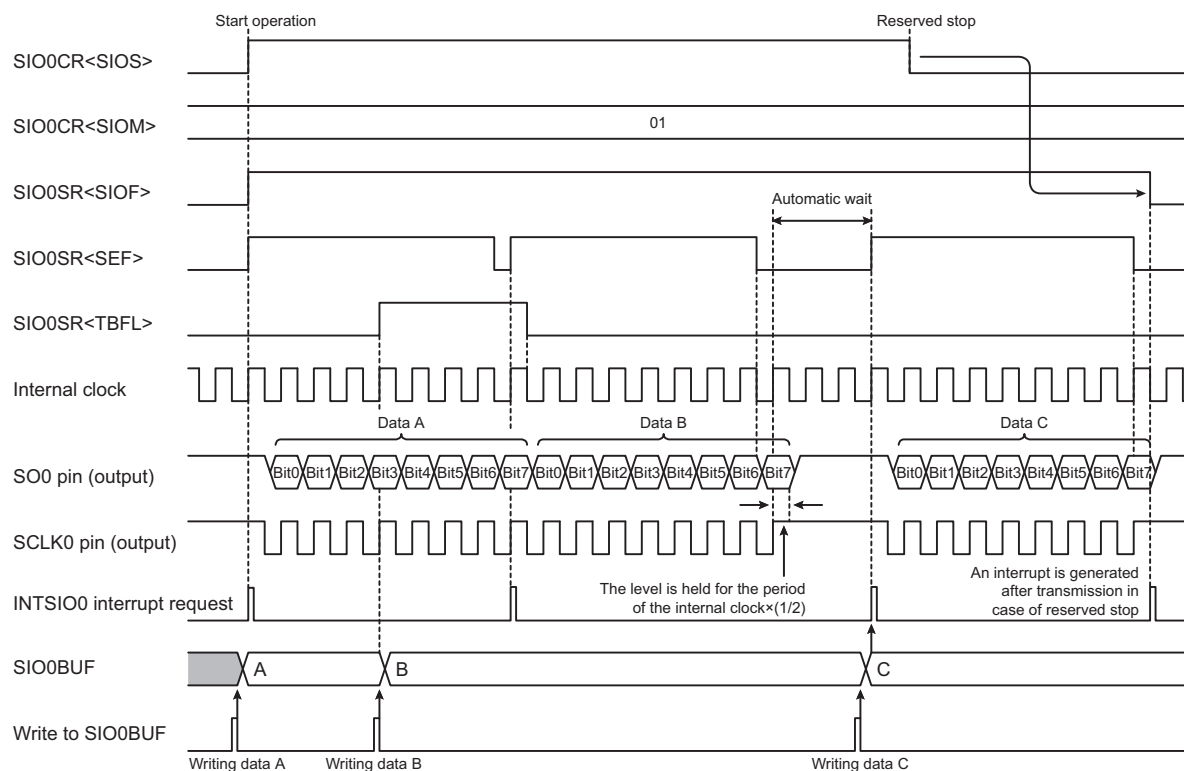 Start operation
Reserved stop
SIO0CR<SIOS>
SIO0CR<SIOM>
01
SIO0SR<SIOF>
Automatic wait
SIO0SR<SEF>
SIO0SR<TBFL>
Internal clock
Data A
Data B
Data C
SO0 pin (output)
Bit0 Bit1 Bit2 Bit3 Bit4 Bit5 Bit6 Bit7 Bit0 Bit1 Bit2 Bit3 Bit4 Bit5 Bit6 Bit7
Bit0 Bit1 Bit2 Bit3 Bit4 Bit5 Bit6 Bit7
SCLK0 pin (output)
The level is held for the period
of the internal clock×(1/2)
An interrupt is generated
after transmission in
case of reserved stop
INTSIO0 interrupt request
SIO0BUF
A
B
C
Write to SIO0BUF
Writing data A
Writing data B
Writing data C